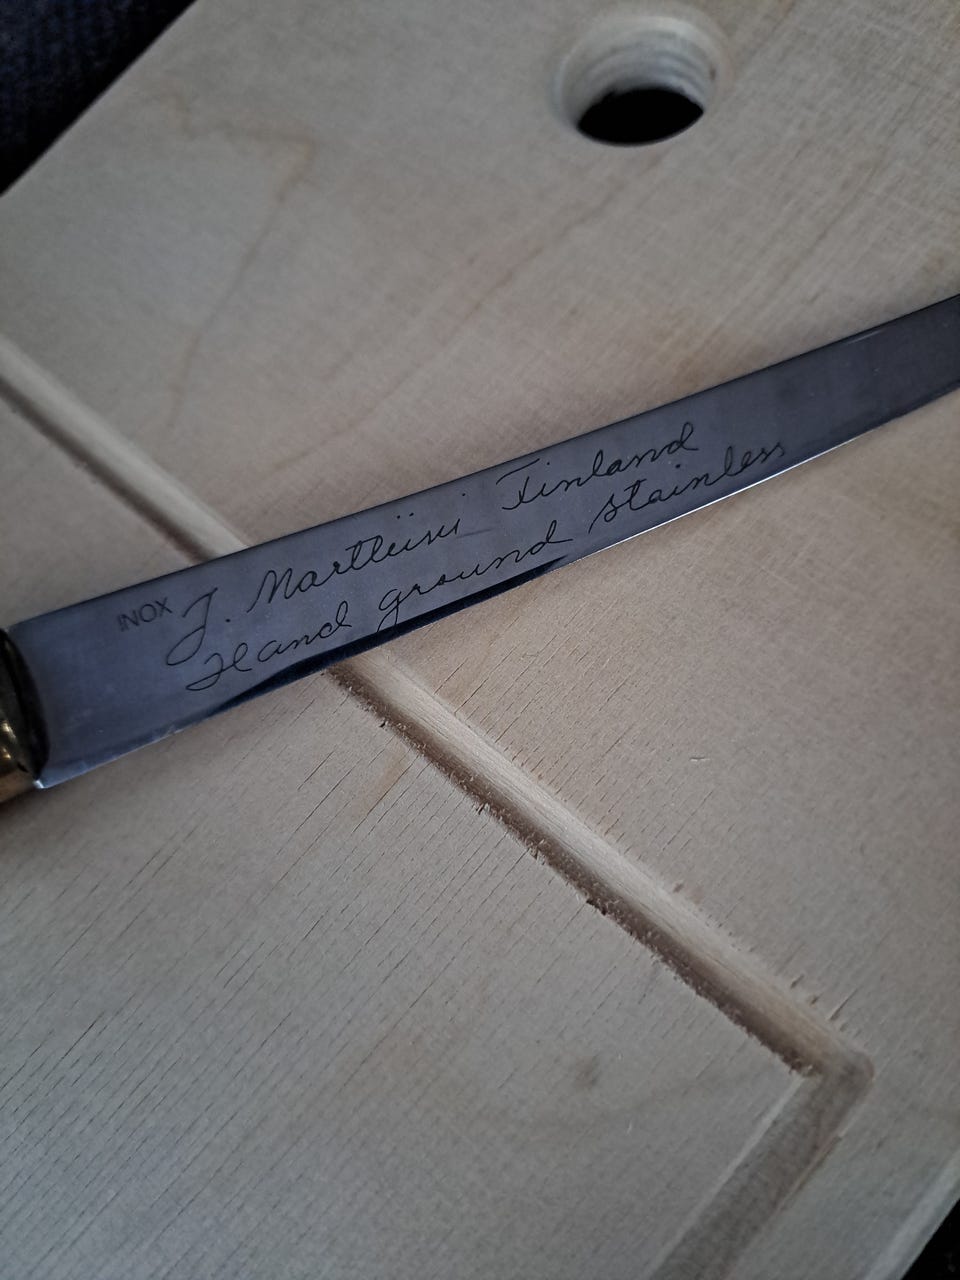 INOX J. Marttiini Finland
Hand ground stainless